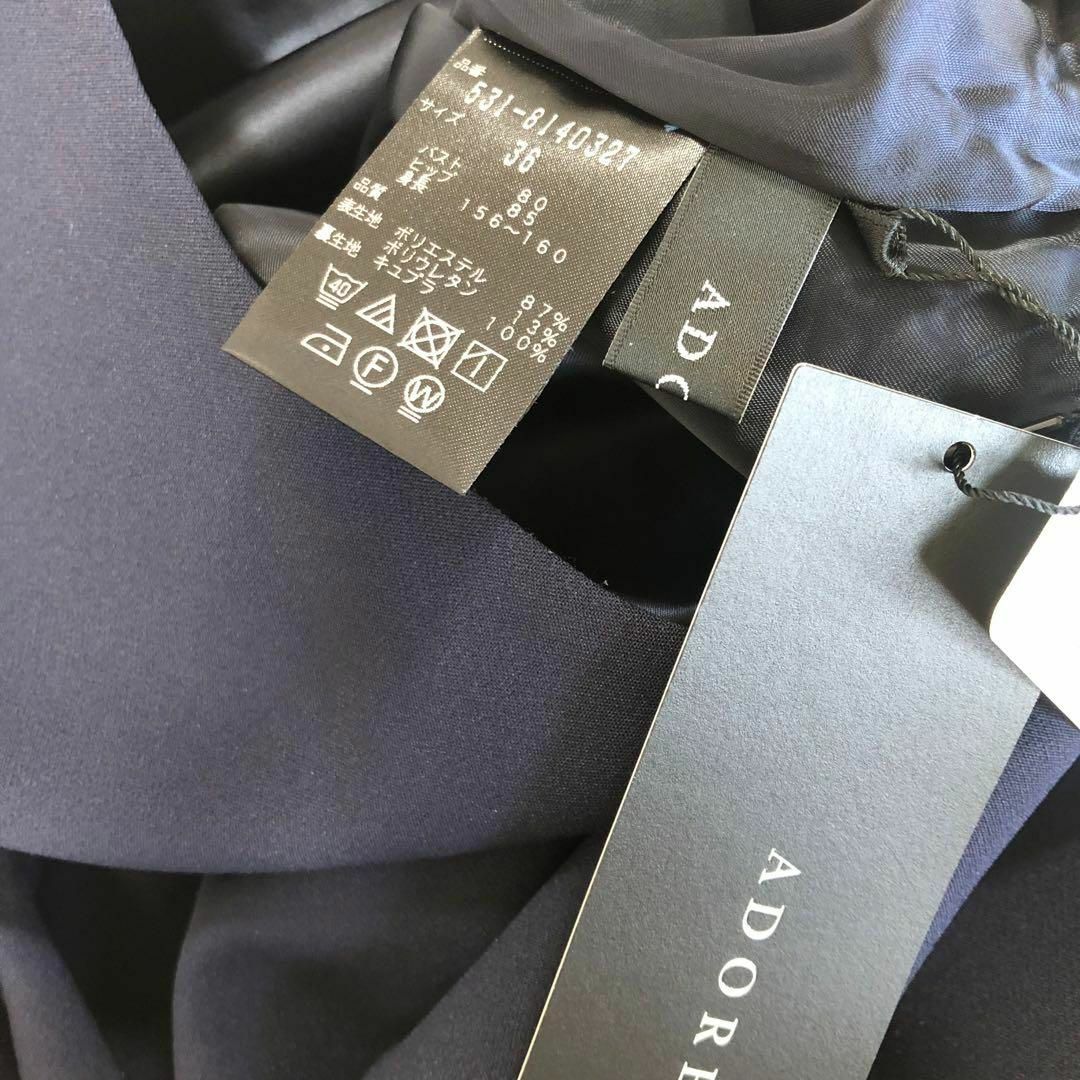 品番
531-8140327
サイズ 36
バスト 80
ヒップ 85
身長 156~160
品質
表生地 ポリエステル 87%
ポリウレタン 13%
裏生地 キュプラ 100%
40
1
F
W
ADO
ADORE